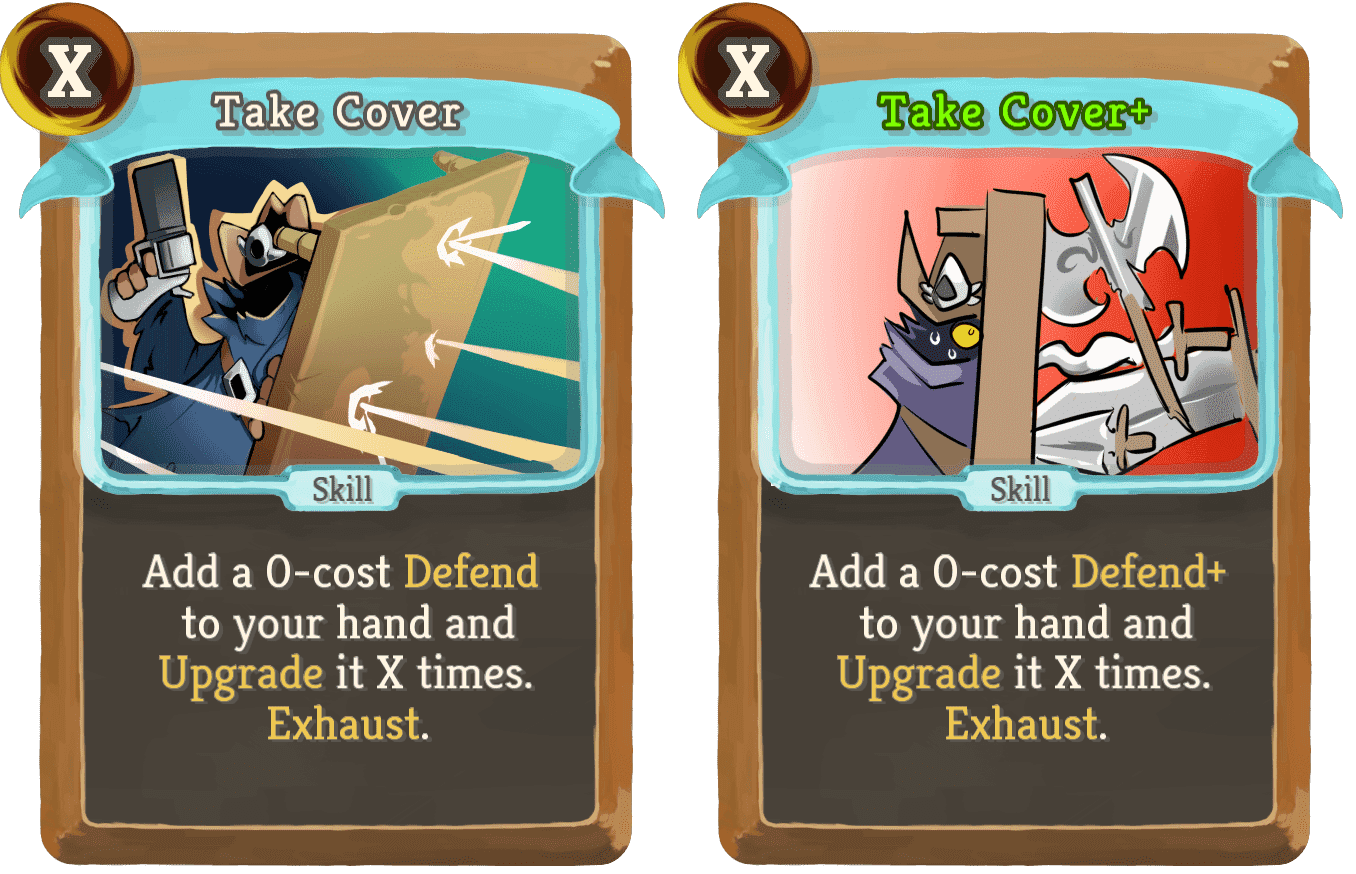 X
Take Cover
Skill
Add a 0-cost Defend
to your hand and
Upgrade it X times.
Exhaust.
X
Take Cover+
Skill
Add a 0-cost Defend+
to your hand and
Upgrade it X times.
Exhaust.